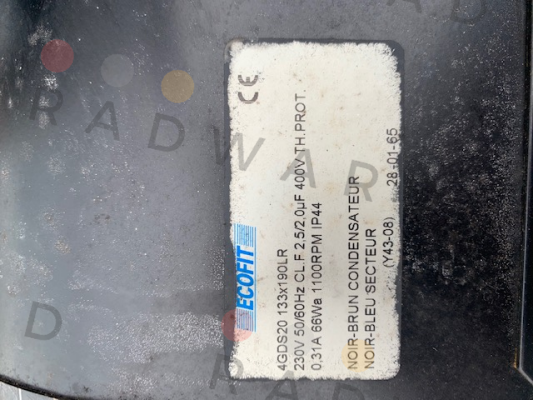 ECOFIT CE
4GDS20 133x190LR
230V 50/60Hz CL.F 2,5/2,0µF 400V TH.PROT.
0,31A 66Wa 1100RPM IP44
NOIR-BRUN CONDENSATEUR
NOIR-BLEU SECTEUR
(Y43-08) 28-01-65
RADWAR